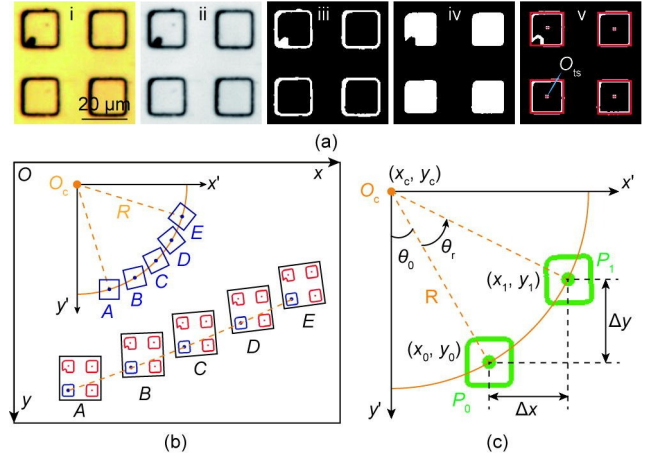 i ii iii iv v
20 μm
O_ts
(a)
O x
O_c x'
R
E
D
C
B
A
y'
E
D
C
B
A
y
(b)
(x_c, y_c)
O_c x'
θ_0 θ_r
P_1
(x_1, y_1)
R
Δy
(x_0, y_0)
P_0
Δx
y'
(c)